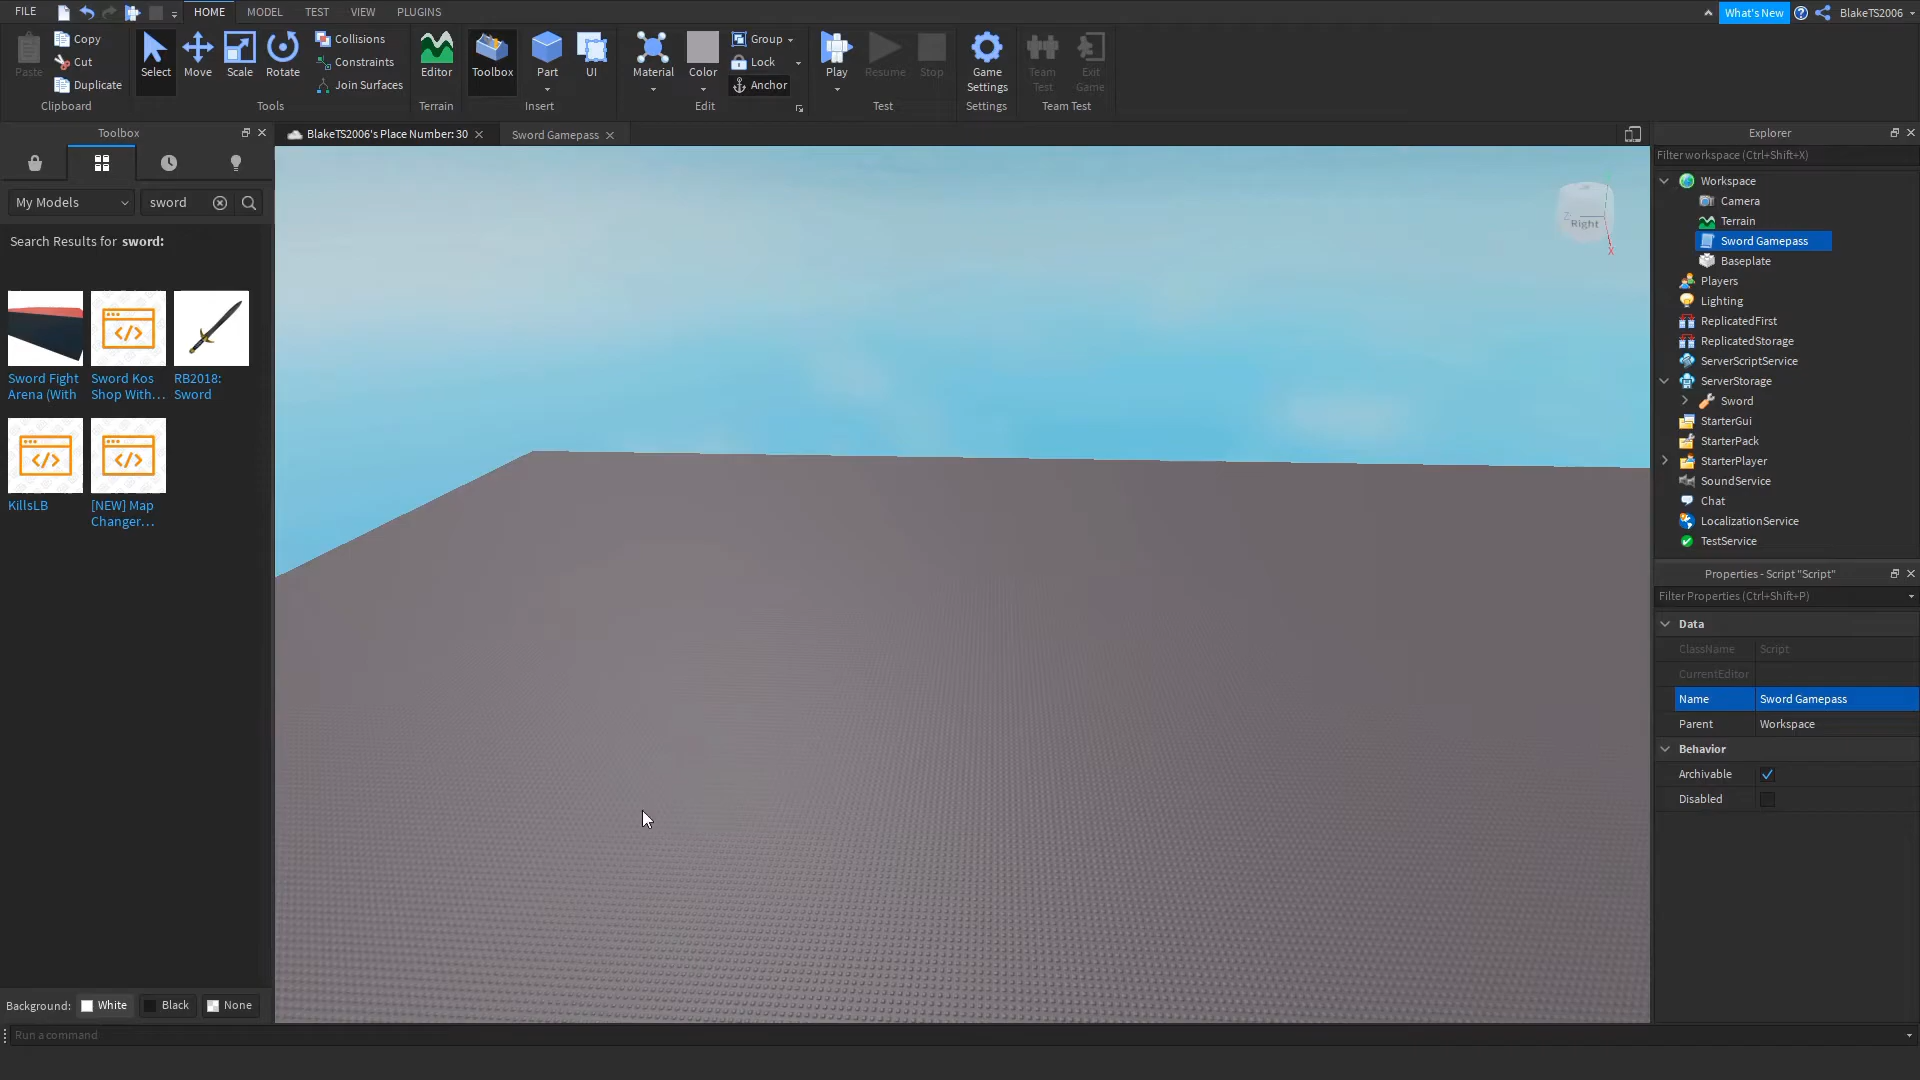 FILE
HOME
MODEL
TEST
VIEW
PLUGINS
What's New
BlakeTS2006
Paste
Copy
Cut
Duplicate
Clipboard
Select
Move
Scale
Rotate
Collisions
Constraints
Join Surfaces
Tools
Editor
Terrain
Toolbox
Part
UI
Insert
Material
Color
Group
Lock
Anchor
Edit
Play
Resume
Stop
Test
Game
Settings
Settings
Team
Test
Exit
Game
Team Test
Toolbox
My Models
sword
Search Results for sword:
Sword Fight
Arena (With
Sword Kos
Shop With...
RB2018:
Sword
KillsLB
[NEW] Map
Changer...
Background:
White
Black
None
Run a command
BlakeTS2006's Place Number: 30
Sword Gamepass
Right
Z
X
Explorer
Filter workspace (Ctrl+Shift+X)
Workspace
Camera
Terrain
Sword Gamepass
Baseplate
Players
Lighting
ReplicatedFirst
ReplicatedStorage
ServerScriptService
ServerStorage
Sword
StarterGui
StarterPack
StarterPlayer
SoundService
Chat
LocalizationService
TestService
Properties - Script "Script"
Filter Properties (Ctrl+Shift+P)
Data
ClassName Script
CurrentEditor
Name Sword Gamepass
Parent Workspace
Behavior
Archivable
Disabled